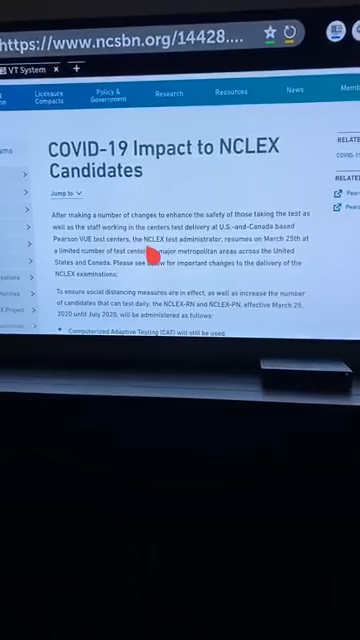 https://www.ncsbn.org/14428....
VT System × +
Licensure Compacts
Policy & Government
Research
Resources
News
COVID-19 Impact to NCLEX
Candidates
Jump to
After making a number of changes to enhance the safety of those taking the test as
well as the staff working in the centers test delivery at U.S.-and-Canada based
Pearson VUE test centers, the NCLEX test administrator, resumes on March 25th at
a limited number of test centers major metropolitan areas across the United
States and Canada. Please see for important changes to the delivery of the
NCLEX examinations:
To ensure social distancing measures are in effect, as well as increase the number
of candidates that can test daily, the NCLEX-RN and NCLEX-PN, effective March 25,
2020 until July 2020, will be administered as follows:
Computerized Adaptive Testing (CAT) will still be used
RELATE
COVID-1
RELATE
Pear
Pear